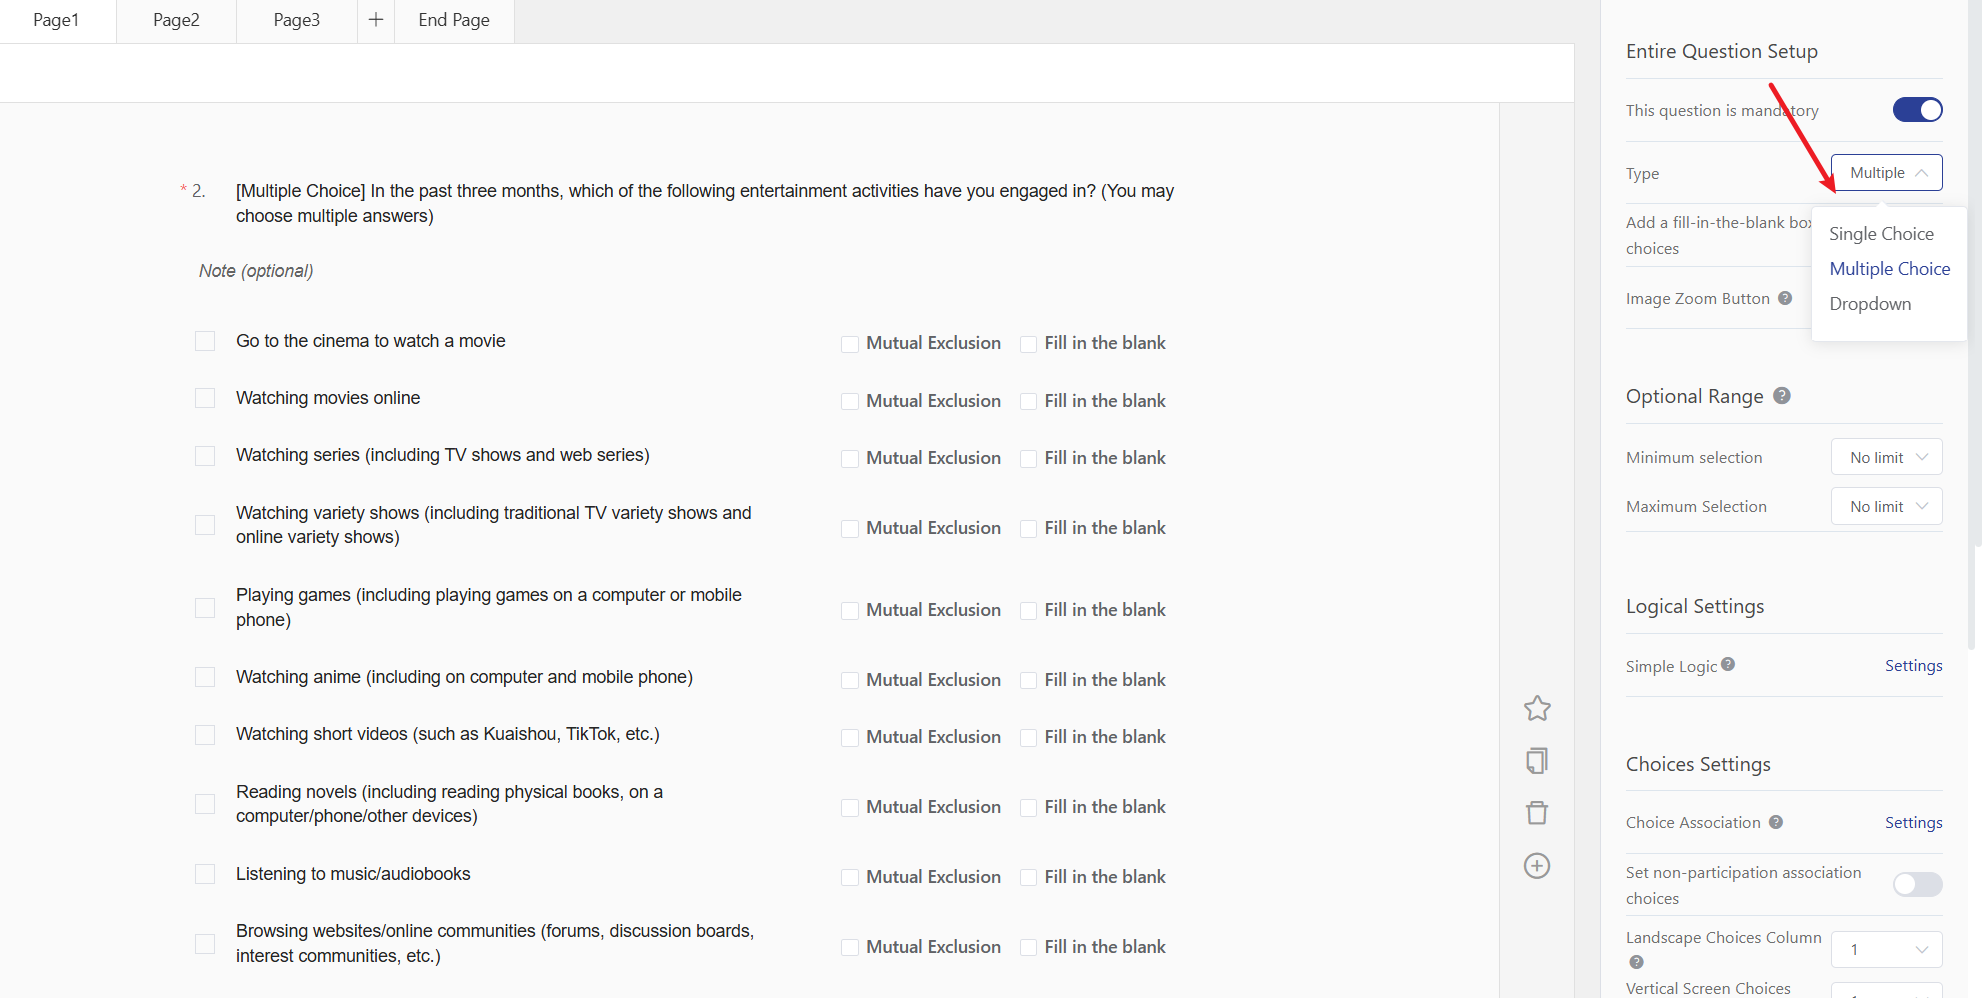 Page1
Page2
Page3
End Page
* 2.
[Multiple Choice] In the past three months, which of the following entertainment activities have you engaged in? (You may
choose multiple answers)
Note (optional)
Go to the cinema to watch a movie
Mutual Exclusion
Fill in the blank
Watching movies online
Mutual Exclusion
Fill in the blank
Watching series (including TV shows and web series)
Mutual Exclusion
Fill in the blank
Watching variety shows (including traditional TV variety shows and
online variety shows)
Mutual Exclusion
Fill in the blank
Playing games (including playing games on a computer or mobile
phone)
Mutual Exclusion
Fill in the blank
Watching anime (including on computer and mobile phone)
Mutual Exclusion
Fill in the blank
Watching short videos (such as Kuaishou, TikTok, etc.)
Mutual Exclusion
Fill in the blank
Reading novels (including reading physical books, on a
computer/phone/other devices)
Mutual Exclusion
Fill in the blank
Listening to music/audiobooks
Mutual Exclusion
Fill in the blank
Browsing websites/online communities (forums, discussion boards,
interest communities, etc.)
Mutual Exclusion
Fill in the blank
Entire Question Setup
This question is mandatory
Type
Multiple
Single Choice
Multiple Choice
Dropdown
Add a fill-in-the-blank box
choices
Image Zoom Button
Optional Range
Minimum selection
No limit
Maximum Selection
No limit
Logical Settings
Simple Logic
Settings
Choices Settings
Choice Association
Settings
Set non-participation association
choices
Landscape Choices Column
1
Vertical Screen Choices